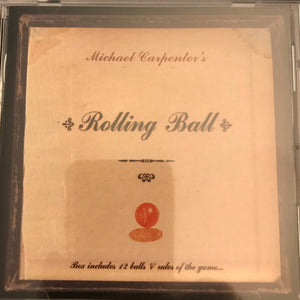 Michael Carpenter's
Rolling Ball
Box includes 12 balls & rules of the game...